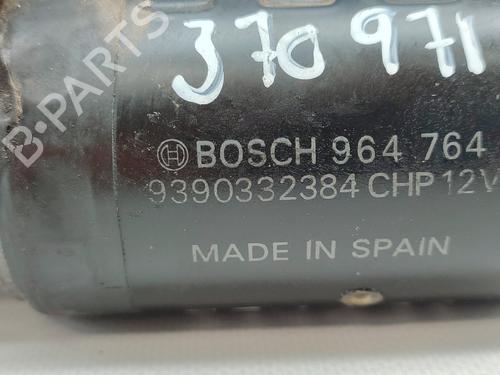 370 971
BOSCH 964 764
9390332384 CHP 12V
MADE IN SPAIN
B-PARTS